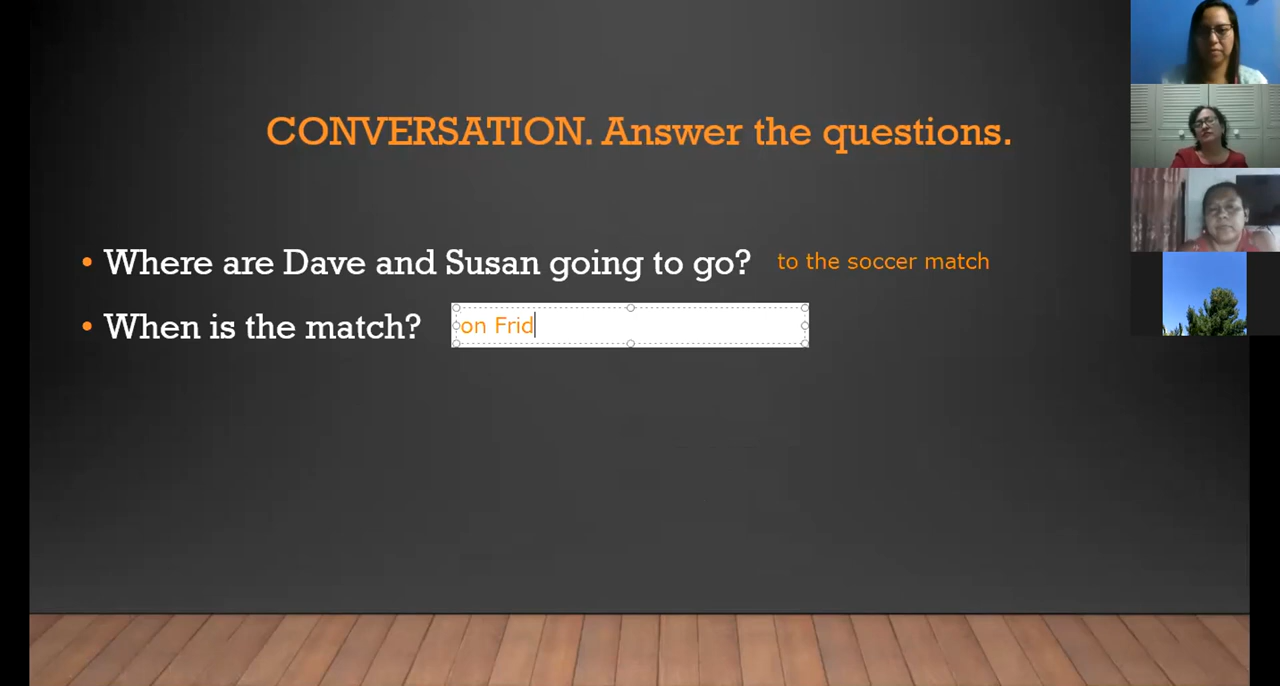 CONVERSATION. Answer the questions.
• Where are Dave and Susan going to go? to the soccer match
• When is the match? on Frid